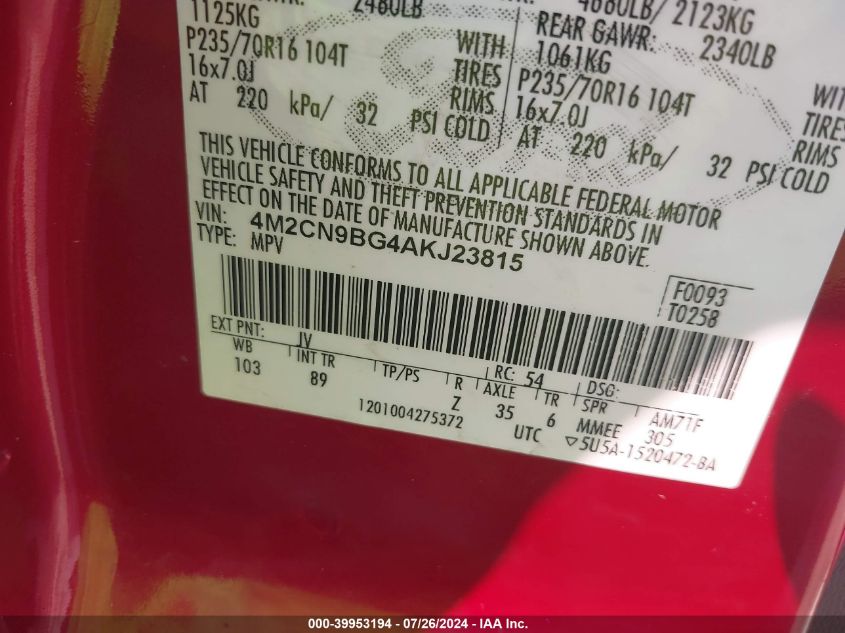 2480LB
1125KG
P235/70R16 104T
16x7.0J
AT 220 kPa/ 32 PSI COLD
WITH
TIRES
RIMS
4680LB/ 2123KG
REAR GAWR: 2340LB
1061KG
P235/70R16 104T
16x7.0J
AT 220 kPa/ 32 PSI COLD
WITH
TIRES
RIMS
THIS VEHICLE CONFORMS TO ALL APPLICABLE FEDERAL MOTOR
VEHICLE SAFETY AND THEFT PREVENTION STANDARDS IN
EFFECT ON THE DATE OF MANUFACTURE SHOWN ABOVE.
VIN: 4M2CN9BG4AKJ23815
TYPE: MPV
F0093
T0258
EXT PNT: JV RC: 54 DSG:
WB INT TR TP/PS R AXLE TR SPR AM7TF
103 89 Z 35 6 MMEE 305
1201004275372 UTC ▽5U5A-1520472-BA
000-39953194 - 07/26/2024 - IAA Inc.